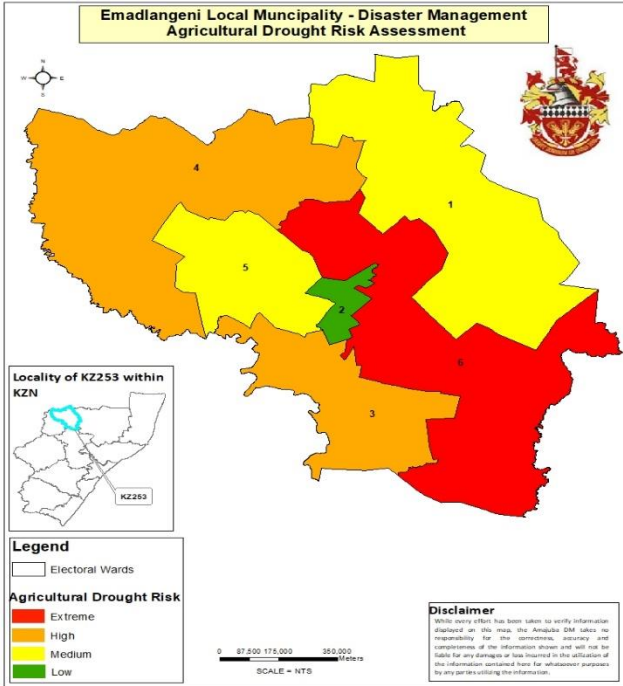 Emadlangeni Local Muncipality - Disaster Management
Agricultural Drought Risk Assessment
N
W
E
S
4
1
5
2
6
3
Locality of KZ253 within
KZN
KZ253
Legend
Electoral Wards
Agricultural Drought Risk
Extreme
High
Medium
Low
0 87,500 175,000 350,000
Meters
SCALE = NTS
Disclaimer
While every effort has been taken to verify information
displayed on this map, the Amajuba DM takes no
responsibility for the correctness, accuracy and
completeness of the information shown and will not be
liable for any damages or loss incurred in the utilization of
the information contained here for whatsoever purposes
by any parties utilizing the information.